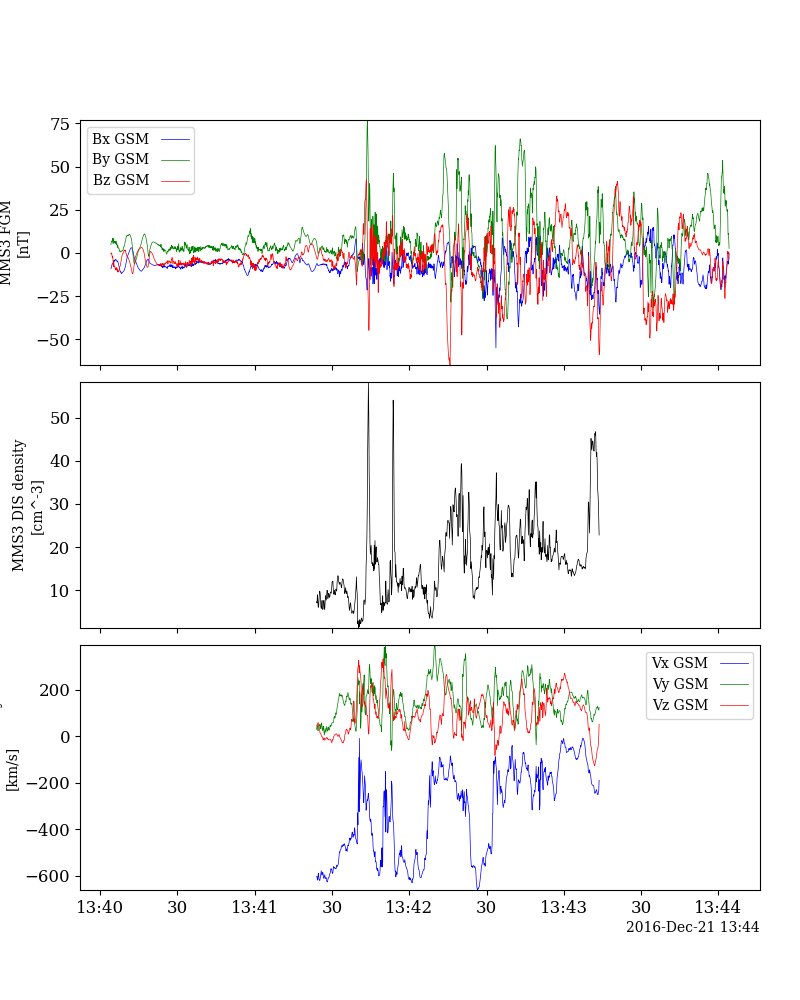 75
50
25
0
−25
−50
MMS3 FGM
[nT]
Bx GSM
By GSM
Bz GSM
50
40
30
20
10
MMS3 DIS density
[cm^-3]
200
0
−200
−400
−600
[km/s]
Vx GSM
Vy GSM
Vz GSM
13:40 30 13:41 30 13:42 30 13:43 30 13:44
2016-Dec-21 13:44